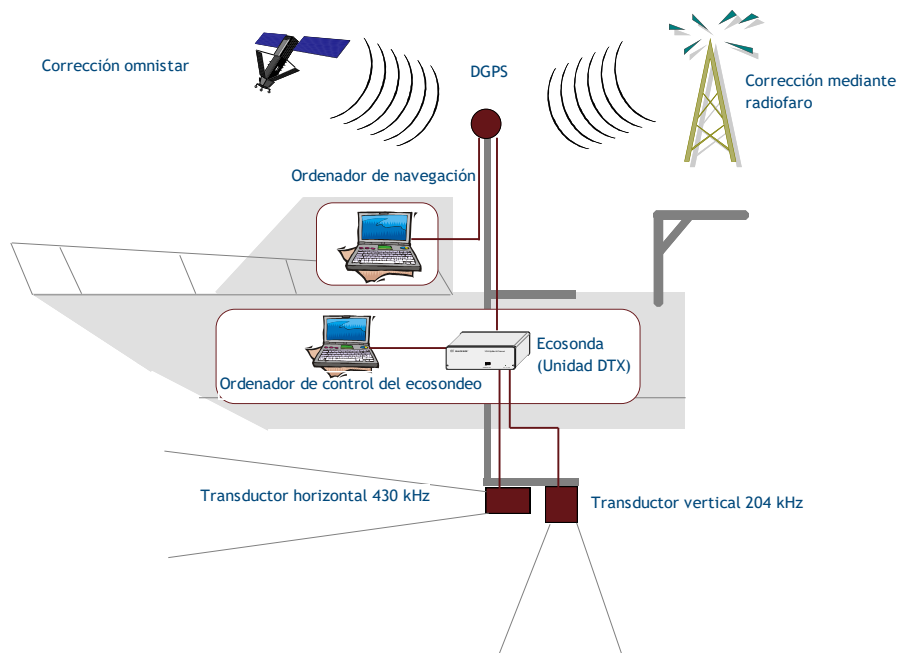 Corrección omnistar
DGPS
Corrección mediante
radiofaro
Ordenador de navegación
Ecosonda
(Unidad DTX)
Ordenador de control del ecosondeo
Transductor horizontal 430 kHz
Transductor vertical 204 kHz